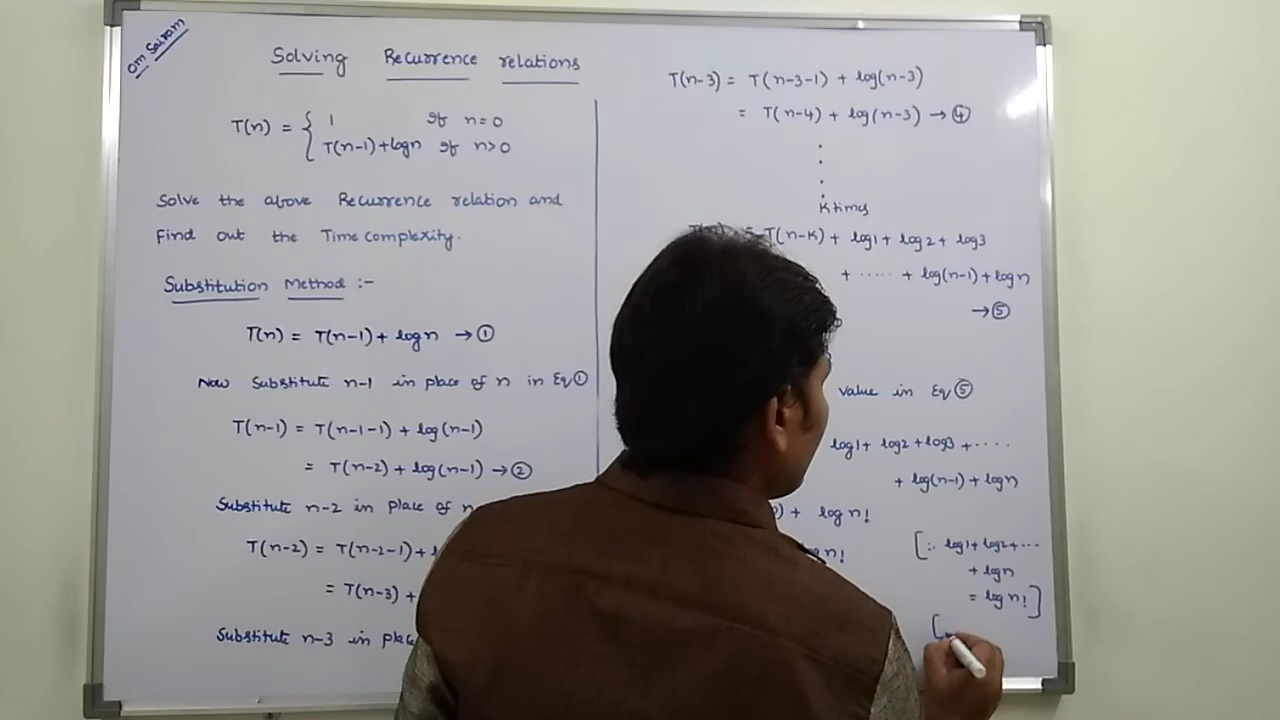 Om Sairam
Solving Recurrence relations
T(n) = { 1 if n=0
T(n-1)+logn if n>0
Solve the above Recurrence relation and
Find out the Time complexity.
Substitution Method :-
T(n) = T(n-1) + logn → ①
Now Substitute n-1 in place of n in Eq①
T(n-1) = T(n-1-1) + log(n-1)
= T(n-2) + log(n-1) → ②
Substitute n-2 in place of n
T(n-2) = T(n-2-1) +
= T(n-3) +
Substitute n-3 in
T(n-3) = T(n-3-1) + log(n-3)
= T(n-4) + log(n-3) → ④
K times
T(n-K) + log1 + log2 + log3
+ ..... + log(n-1) + logn
→ ⑤
value in Eq ⑤
log1 + log2 + log3 + ....
+ log(n-1) + logn
) + logn!
n!
[∵ log1 + log2 + ...
+ logn
= logn!]
[